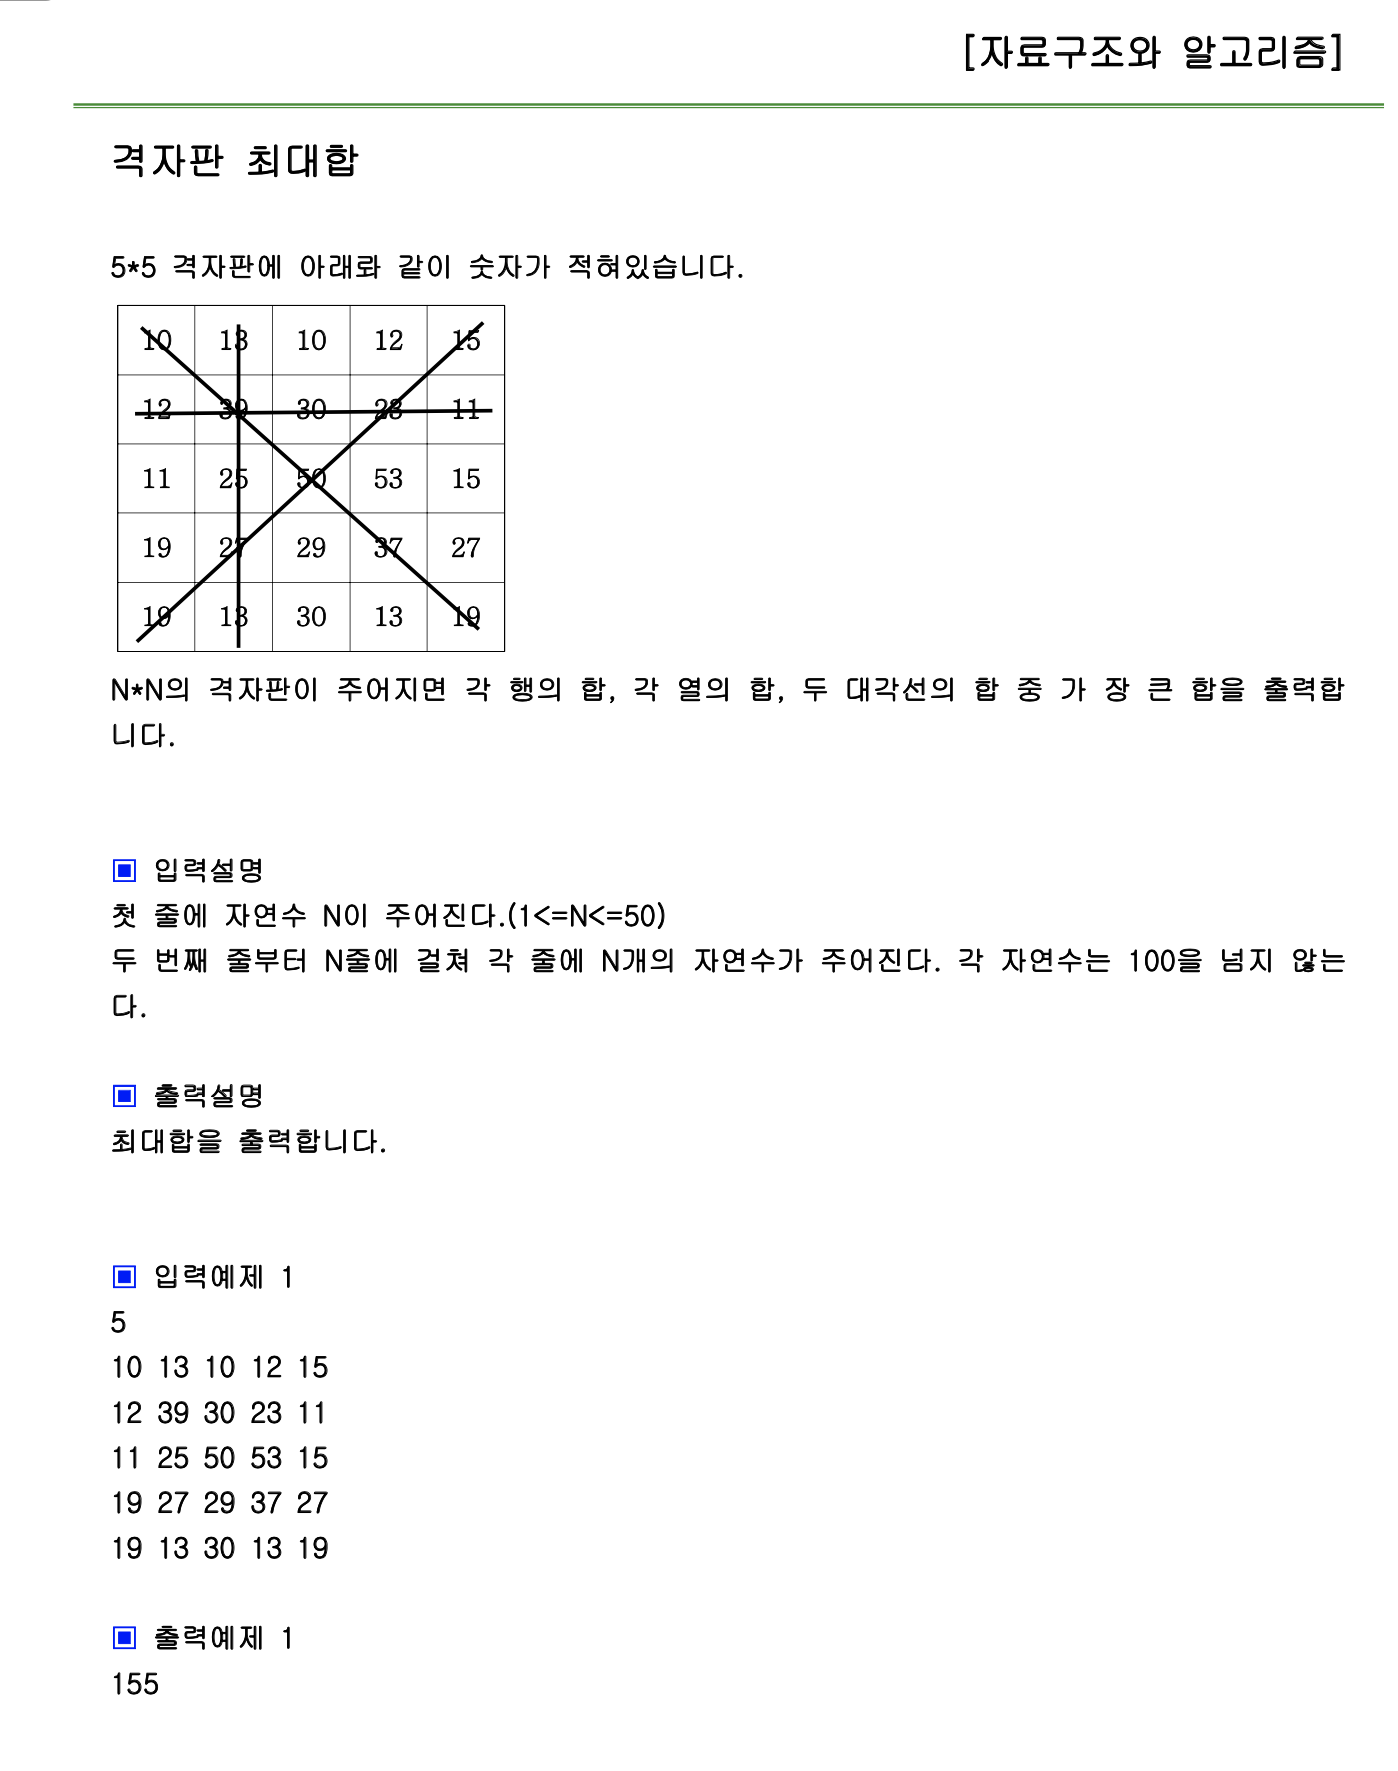 [자료구조와 알고리즘]
격자판 최대합
5*5 격자판에 아래롸 같이 숫자가 적혀있습니다.
10 13 10 12 15
12 39 30 23 11
11 25 50 53 15
19 27 29 37 27
19 13 30 13 19
N*N의 격자판이 주어지면 각 행의 합, 각 열의 합, 두 대각선의 합 중 가 장 큰 합을 출력합
니다.
▣ 입력설명
첫 줄에 자연수 N이 주어진다.(1<=N<=50)
두 번째 줄부터 N줄에 걸쳐 각 줄에 N개의 자연수가 주어진다. 각 자연수는 100을 넘지 않는
다.
▣ 출력설명
최대합을 출력합니다.
▣ 입력예제 1
5
10 13 10 12 15
12 39 30 23 11
11 25 50 53 15
19 27 29 37 27
19 13 30 13 19
▣ 출력예제 1
155